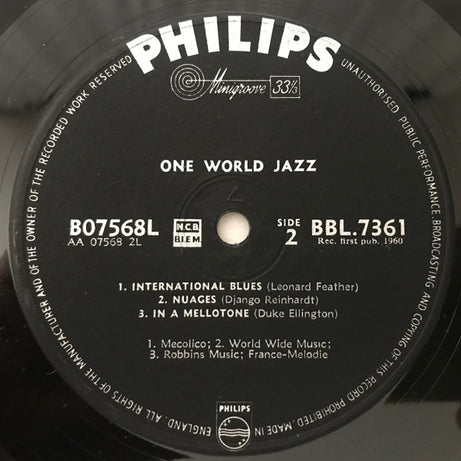 PHILIPS
Minigroove 33⅓
ONE WORLD JAZZ
B07568L
AA 07568 2L
N.C.B.
B.I.E.M.
SIDE
2
BBL.7361
Rec. first pub. 1960
1. INTERNATIONAL BLUES (Leonard Feather)
2. NUAGES (Django Reinhardt)
3. IN A MELLOTONE (Duke Ellington)
1. Mecolico; 2. World Wide Music;
3. Robbins Music; France-Melodie
PHILIPS
ALL RIGHTS OF THE MANUFACTURER AND OF THE OWNER OF THE RECORDED WORK RESERVED
UNAUTHORISED PUBLIC PERFORMANCE, BROADCASTING AND COPYING OF THIS RECORD PROHIBITED. MADE IN ENGLAND.